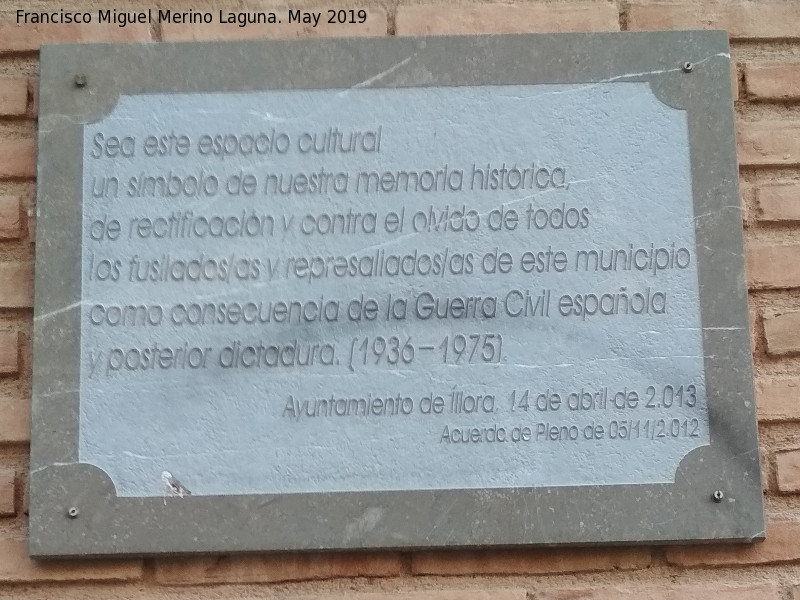 Francisco Miguel Merino Laguna. May 2019
Sea este espacio cultural
un símbolo de nuestra memoria histórica,
de rectificación y contra el olvido de todos
los fusilados/as y represaliados/as de este municipio
como consecuencia de la Guerra Civil española
y posterior dictadura. (1936-1975).
Ayuntamiento de Íllora, 14 de abril de 2.013
Acuerdo de Pleno de 05/11/2.012